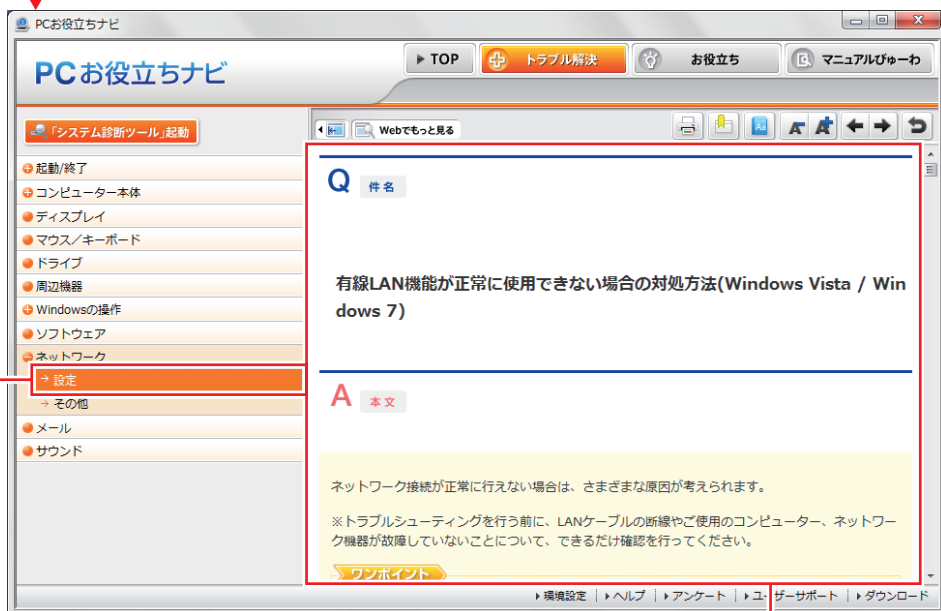 PCお役立ちナビ
PCお役立ちナビ
TOP
トラブル解決
お役立ち
マニュアルびゅーわ
「システム診断ツール」起動
Webでもっと見る
起動/終了
コンピューター本体
ディスプレイ
マウス／キーボード
ドライブ
周辺機器
Windowsの操作
ソフトウェア
ネットワーク
設定
その他
メール
サウンド
Q 件名
有線LAN機能が正常に使用できない場合の対処方法(Windows Vista / Win
dows 7)
A 本文
ネットワーク接続が正常に行えない場合は、さまざまな原因が考えられます。
※トラブルシューティングを行う前に、LANケーブルの断線やご使用のコンピューター、ネットワー
ク機器が故障していないことについて、できるだけ確認を行ってください。
ワンポイント
環境設定
ヘルプ
アンケート
ユーザーサポート
ダウンロード